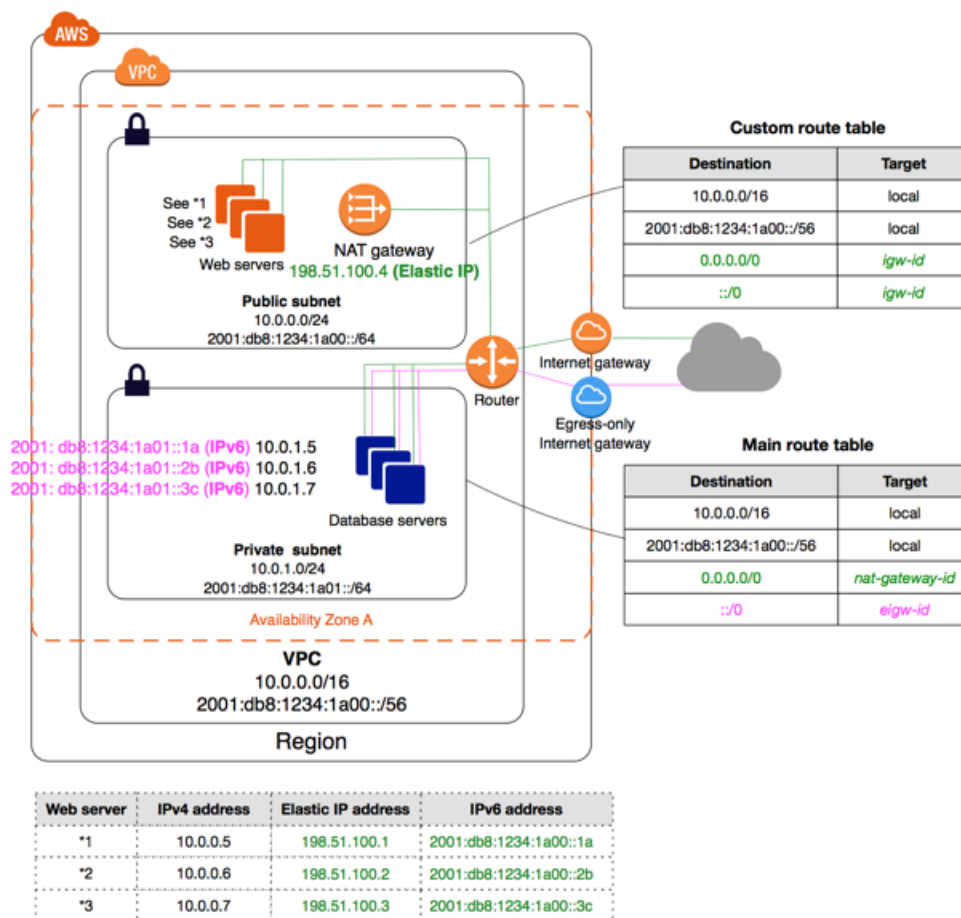 AWS
VPC
See *1
See *2
See *3
Web servers
NAT gateway
198.51.100.4 (Elastic IP)
Public subnet
10.0.0.0/24
2001:db8:1234:1a00::/64
Custom route table
Destination Target
10.0.0.0/16 local
2001:db8:1234:1a00::/56 local
0.0.0.0/0 igw-id
::/0 igw-id
Router
Internet gateway
Egress-only
Internet gateway
2001: db8:1234:1a01::1a (IPv6) 10.0.1.5
2001: db8:1234:1a01::2b (IPv6) 10.0.1.6
2001: db8:1234:1a01::3c (IPv6) 10.0.1.7
Database servers
Private subnet
10.0.1.0/24
2001:db8:1234:1a01::/64
Main route table
Destination Target
10.0.0.0/16 local
2001:db8:1234:1a00::/56 local
0.0.0.0/0 nat-gateway-id
::/0 eigw-id
Availability Zone A
VPC
10.0.0.0/16
2001:db8:1234:1a00::/56
Region
Web server IPv4 address Elastic IP address IPv6 address
*1 10.0.0.5 198.51.100.1 2001:db8:1234:1a00::1a
*2 10.0.0.6 198.51.100.2 2001:db8:1234:1a00::2b
*3 10.0.0.7 198.51.100.3 2001:db8:1234:1a00::3c